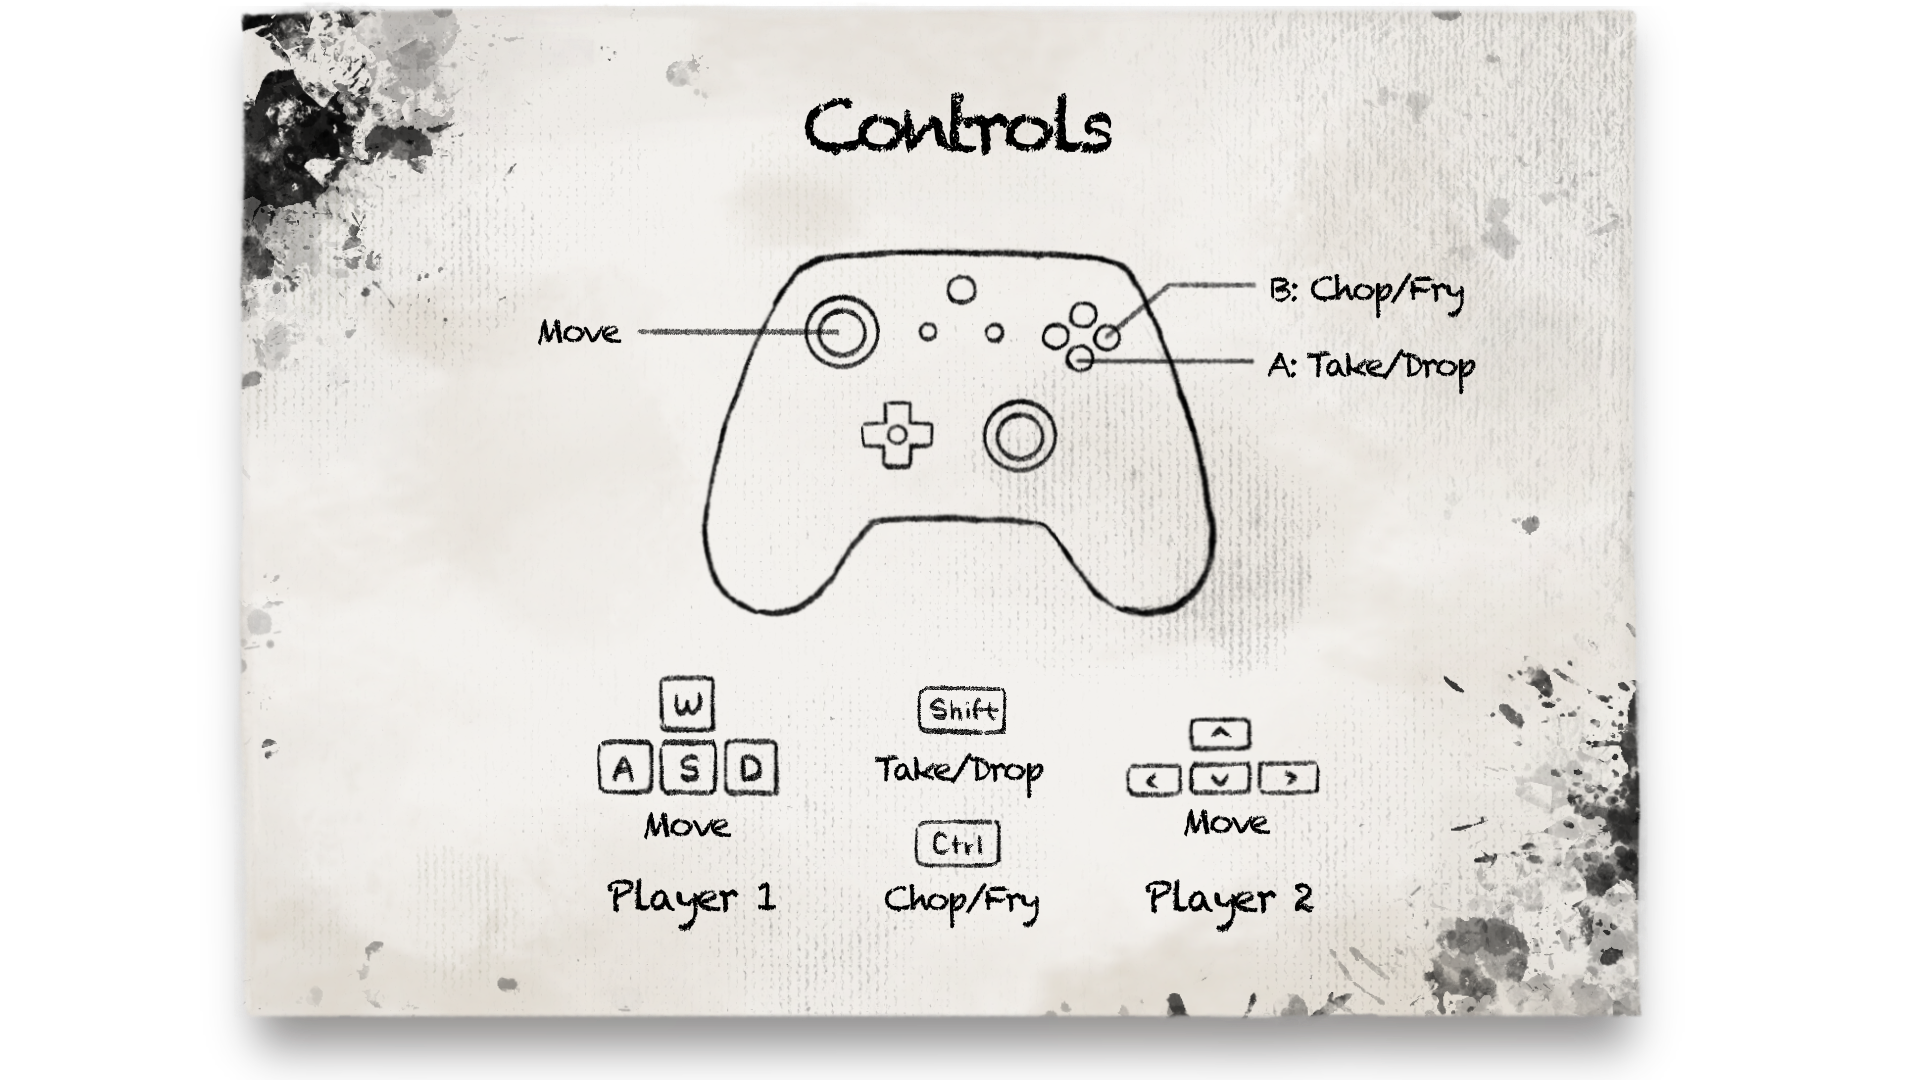 Controls
Move
B: Chop/Fry
A: Take/Drop
W
A S D
Move
Player 1
Shift
Take/Drop
Ctrl
Chop/Fry
^
< v >
Move
Player 2